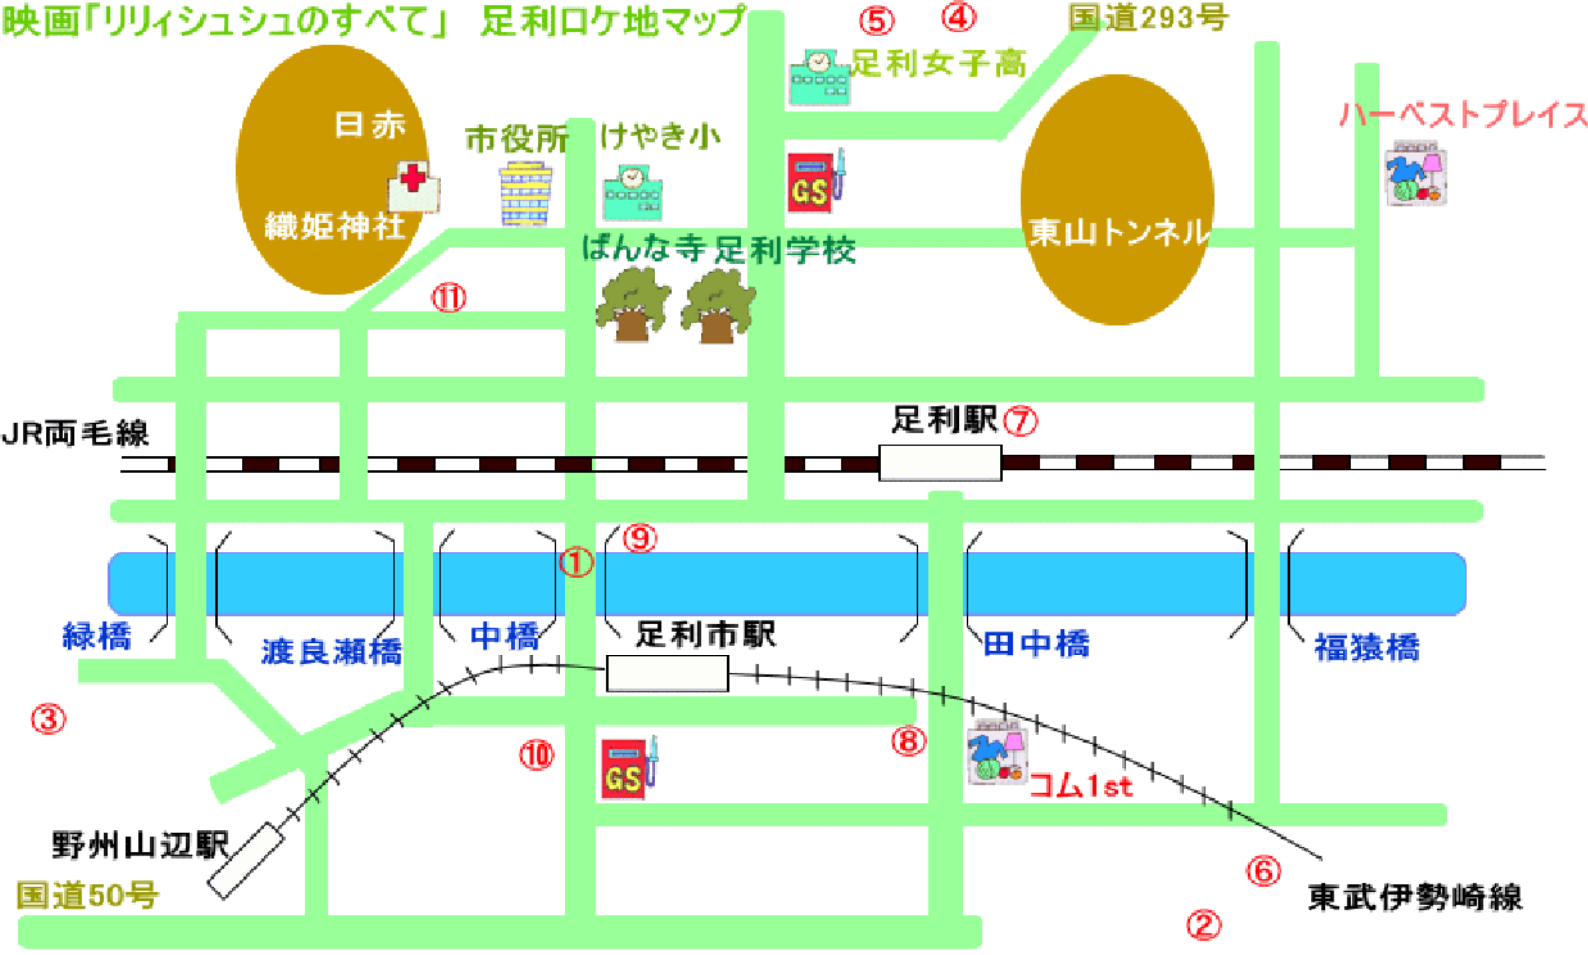 映画「リリィシュシュのすべて」 足利ロケ地マップ
⑤
④
国道293号
足利女子高
日赤
市役所
けやき小
ハーベストプレイス
GS
織姫神社
ばんな寺
足利学校
東山トンネル
⑪
JR両毛線
足利駅
⑦
⑨
①
緑橋
渡良瀬橋
中橋
足利市駅
田中橋
福猿橋
③
⑩
GS
⑧
コム1st
野州山辺駅
国道50号
⑥
東武伊勢崎線
②